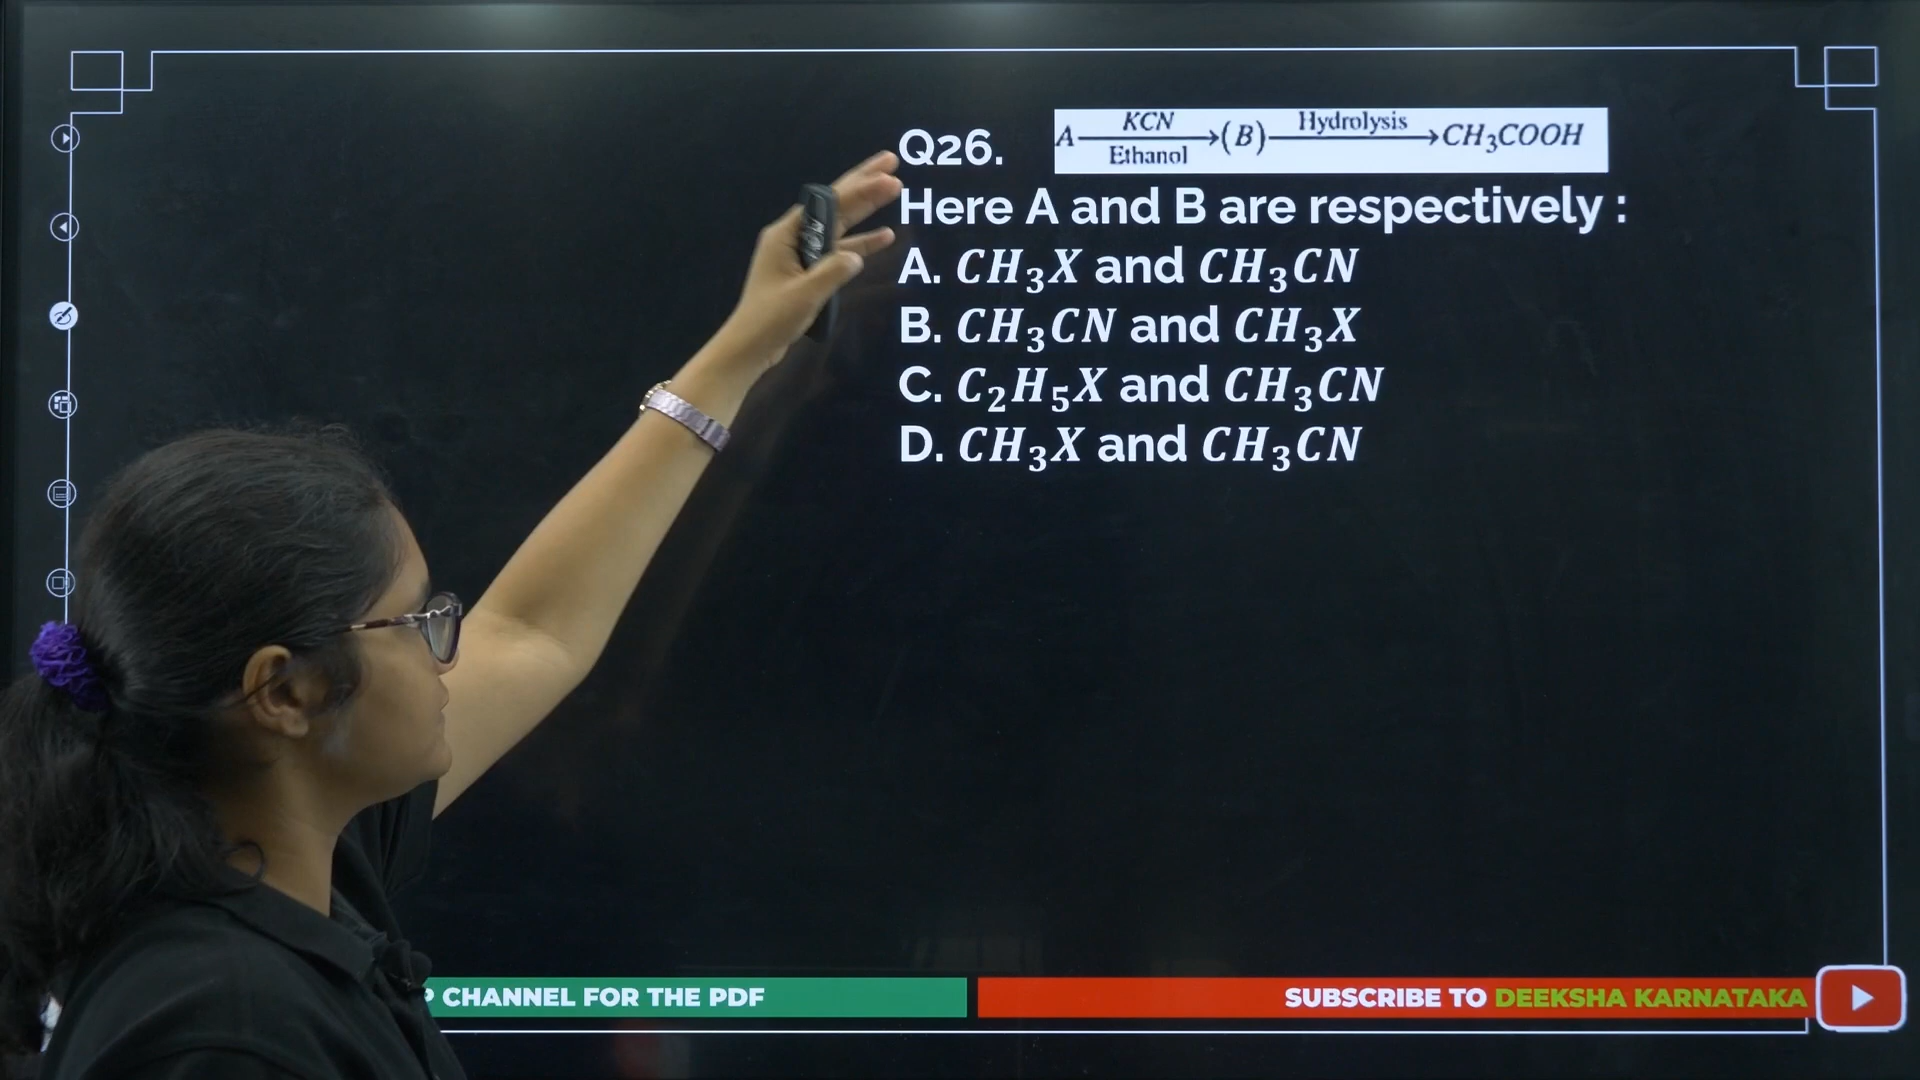 Q26. A —KCN/Ethanol→ (B) —Hydrolysis→ CH₃COOH
Here A and B are respectively :
A. CH₃X and CH₃CN
B. CH₃CN and CH₃X
C. C₂H₅X and CH₃CN
D. CH₃X and CH₃CN
CHANNEL FOR THE PDF
SUBSCRIBE TO DEEKSHA KARNATAKA